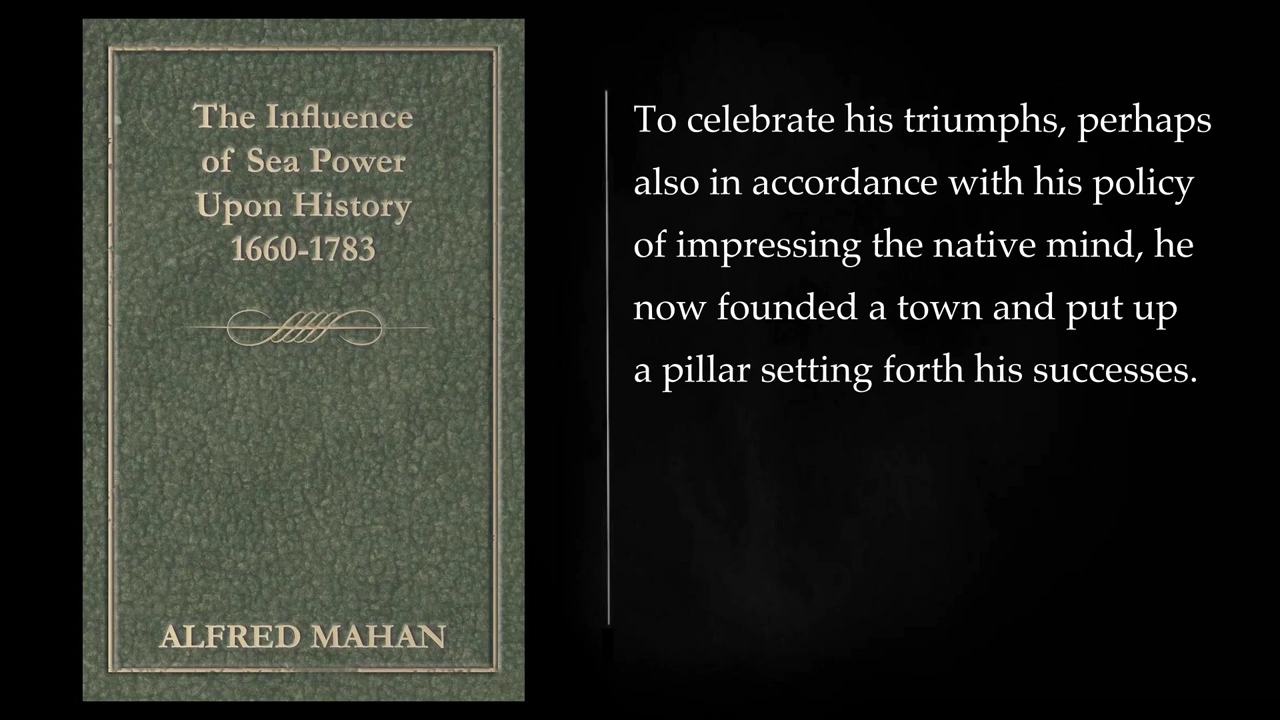 The Influence
of Sea Power
Upon History
1660-1783
ALFRED MAHAN
To celebrate his triumphs, perhaps
also in accordance with his policy
of impressing the native mind, he
now founded a town and put up
a pillar setting forth his successes.